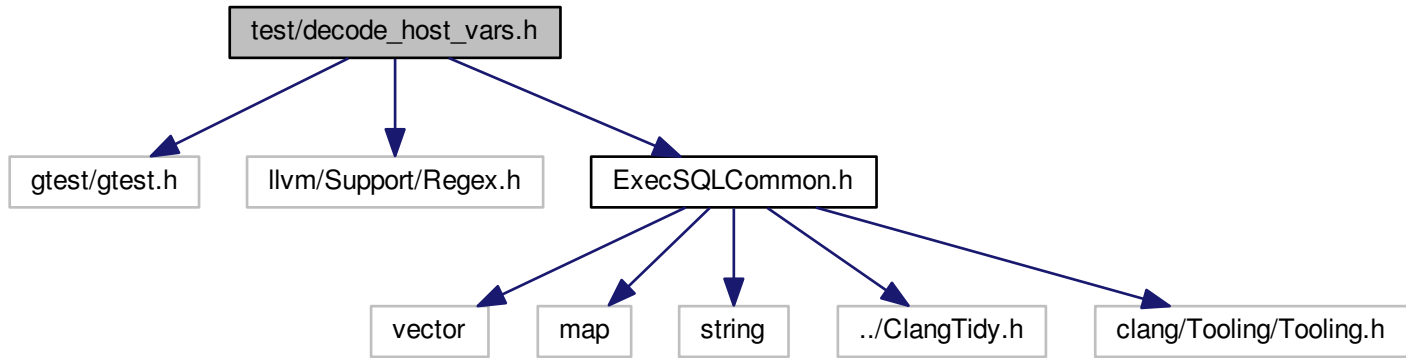 test/decode_host_vars.h
gtest/gtest.h
llvm/Support/Regex.h
ExecSQLCommon.h
vector
map
string
../ClangTidy.h
clang/Tooling/Tooling.h